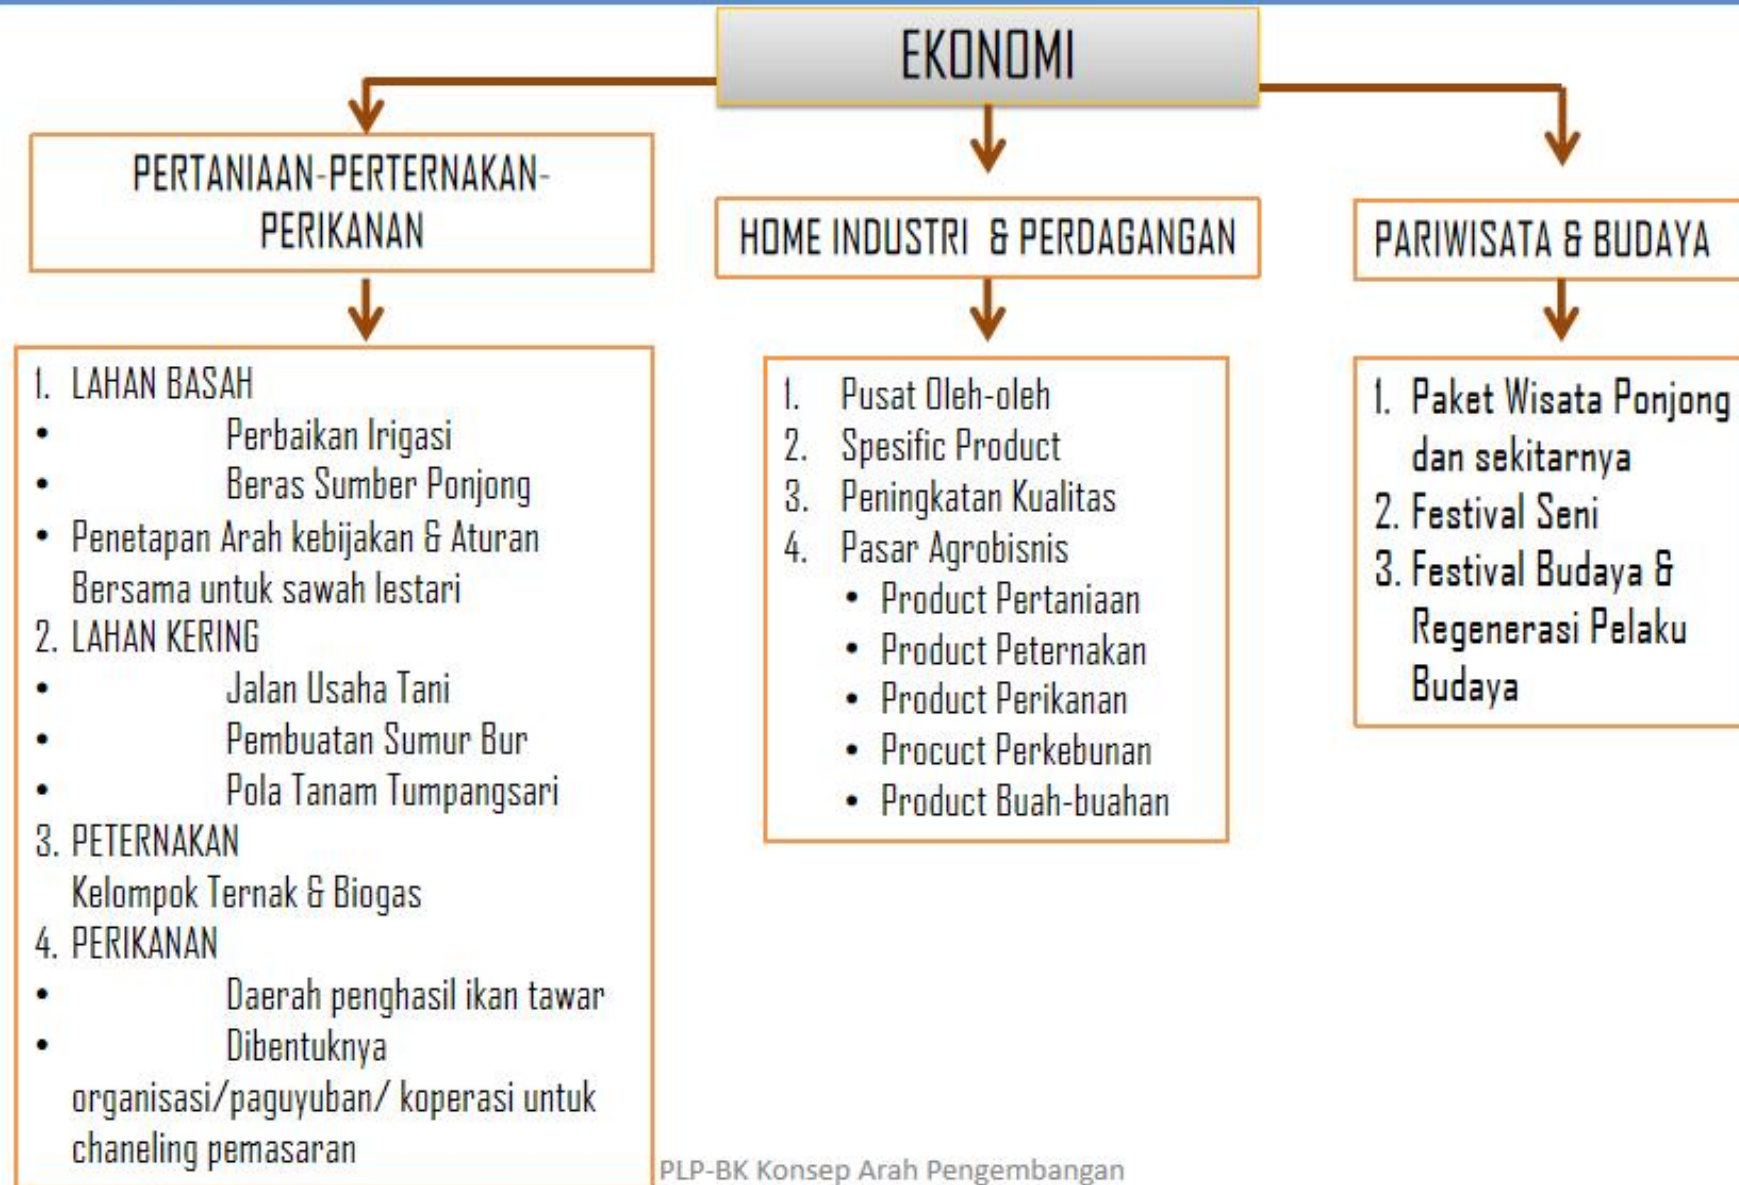 EKONOMI
PERTANIAAN-PERTERNAKAN-
PERIKANAN
HOME INDUSTRI & PERDAGANGAN
PARIWISATA & BUDAYA
1. LAHAN BASAH
• Perbaikan Irigasi
• Beras Sumber Ponjong
• Penetapan Arah kebijakan & Aturan
Bersama untuk sawah lestari
2. LAHAN KERING
• Jalan Usaha Tani
• Pembuatan Sumur Bur
• Pola Tanam Tumpangsari
3. PETERNAKAN
Kelompok Ternak & Biogas
4. PERIKANAN
• Daerah penghasil ikan tawar
• Dibentuknya
organisasi/paguyuban/ koperasi untuk
chaneling pemasaran
1. Pusat Oleh-oleh
2. Spesific Product
3. Peningkatan Kualitas
4. Pasar Agrobisnis
• Product Pertaniaan
• Product Peternakan
• Product Perikanan
• Procuct Perkebunan
• Product Buah-buahan
1. Paket Wisata Ponjong
dan sekitarnya
2. Festival Seni
3. Festival Budaya &
Regenerasi Pelaku
Budaya
PLP-BK Konsep Arah Pengembangan